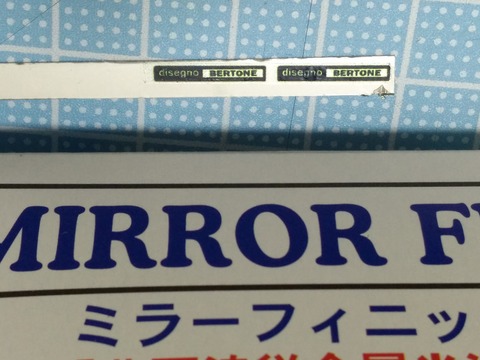 disegno BERTONE disegno BERTONE
MIRROR F
ミラーフィニッ